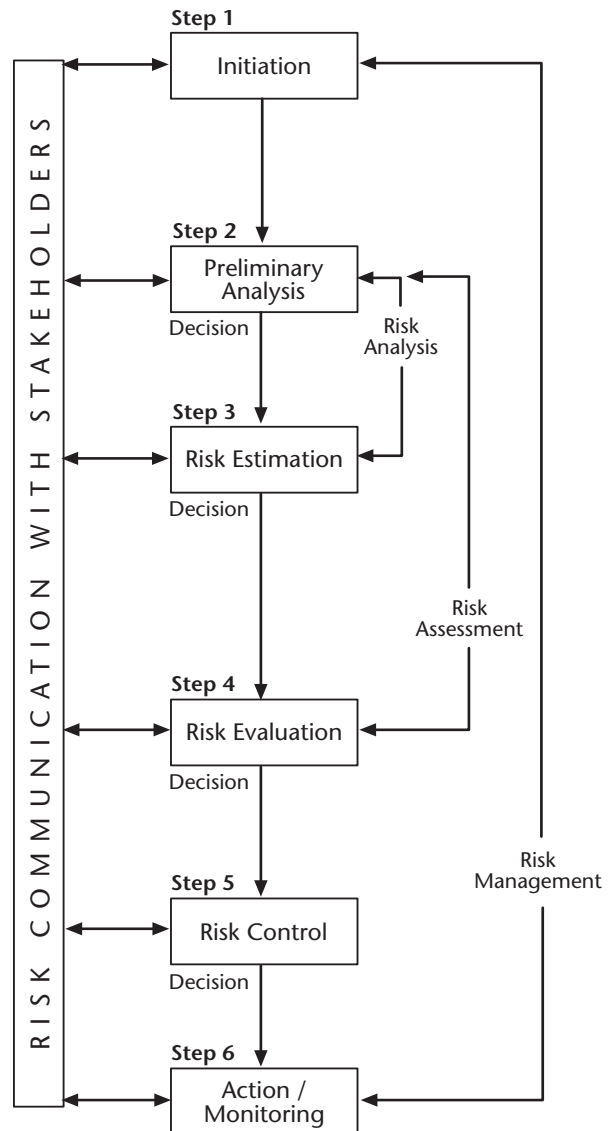 Step 1
Initiation
RISK COMMUNICATION WITH STAKEHOLDERS
Step 2
Preliminary
Analysis
Decision
Risk
Analysis
Step 3
Risk Estimation
Decision
Risk
Assessment
Step 4
Risk Evaluation
Decision
Step 5
Risk Control
Decision
Risk
Management
Step 6
Action /
Monitoring